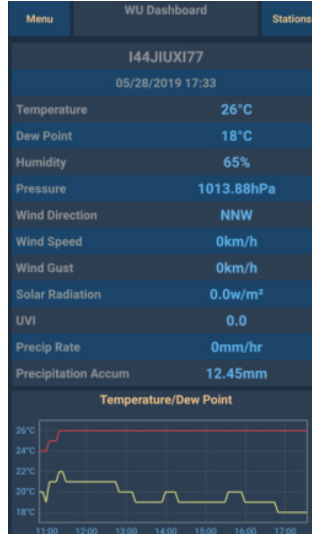 Menu WU Dashboard Stations
I44JIUXI77
05/28/2019 17:33
Temperature 26°C
Dew Point 18°C
Humidity 65%
Pressure 1013.88hPa
Wind Direction NNW
Wind Speed 0km/h
Wind Gust 0km/h
Solar Radiation 0.0w/m²
UVI 0.0
Precip Rate 0mm/hr
Precipitation Accum 12.45mm
Temperature/Dew Point
26°C
24°C
22°C
20°C
18°C
11:00 12:00 13:00 14:00 15:00 16:00 17:00